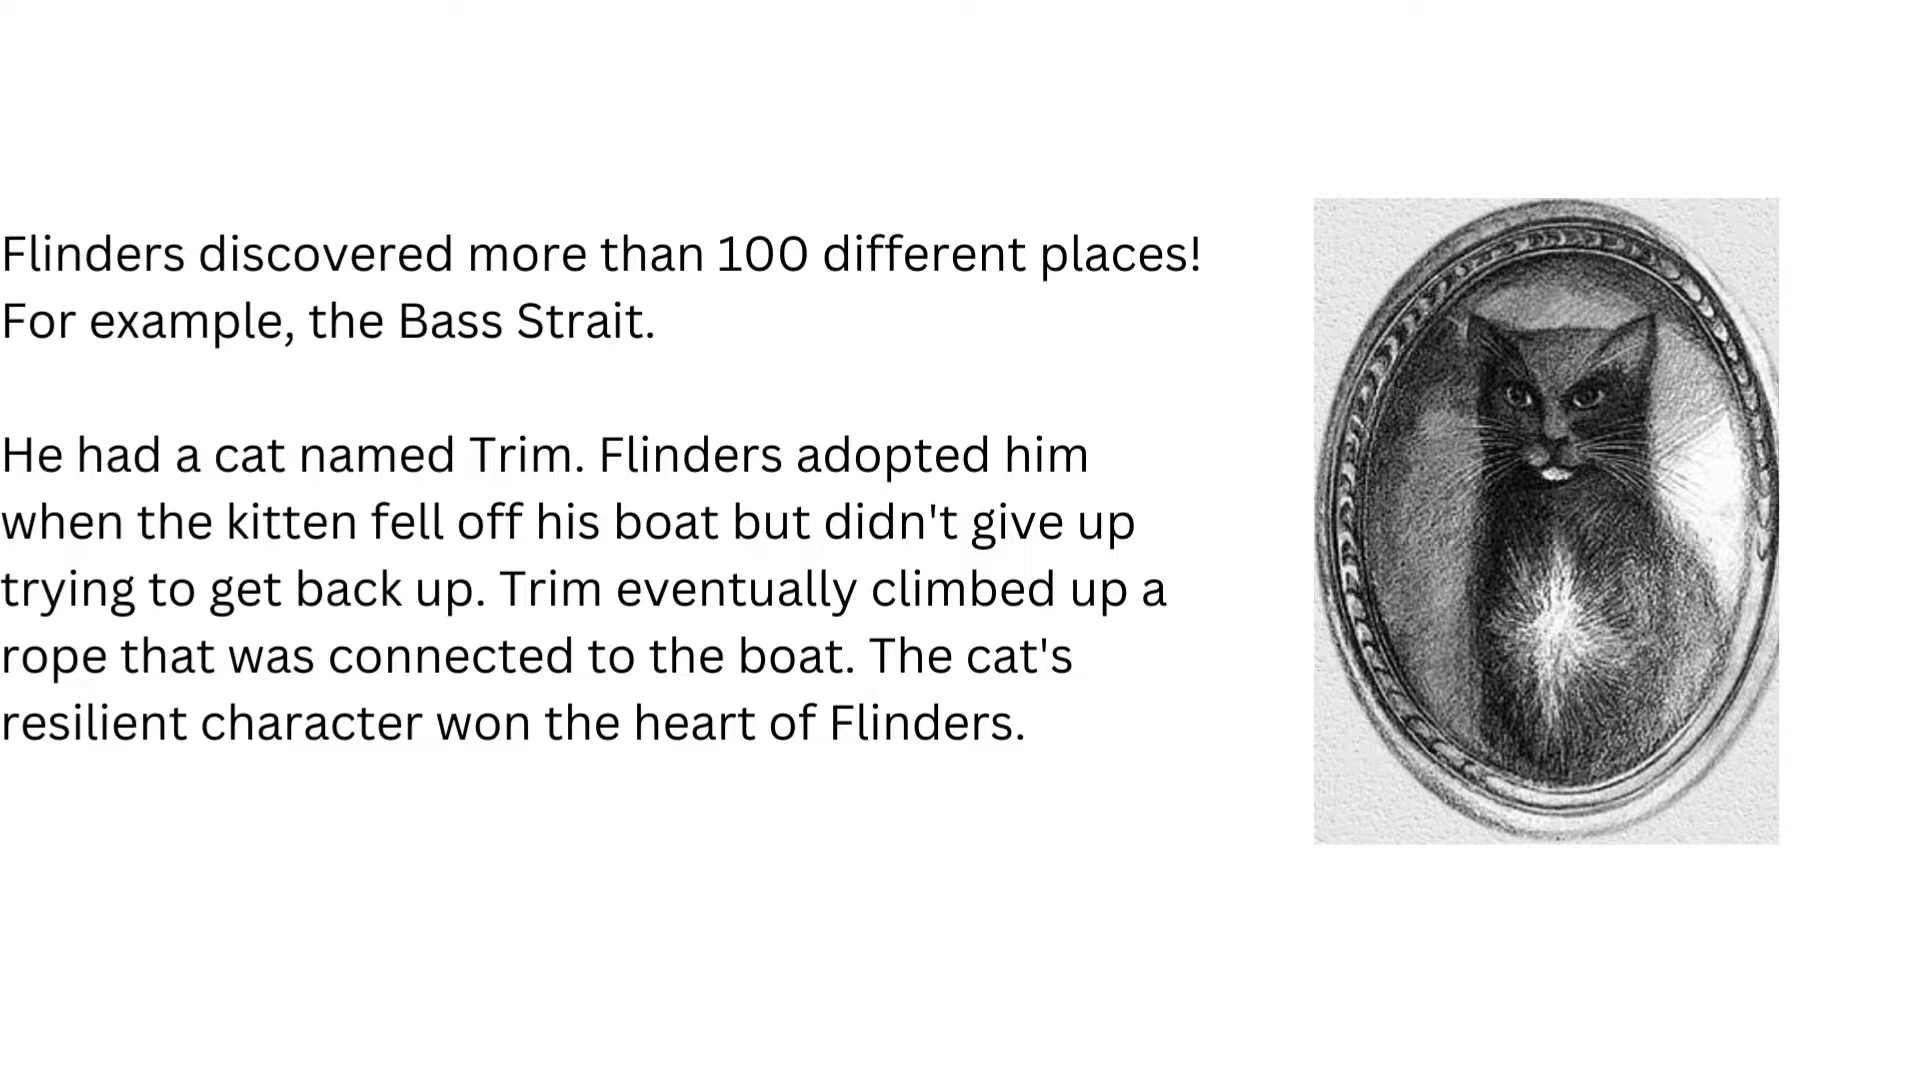 Flinders discovered more than 100 different places!
For example, the Bass Strait.
He had a cat named Trim. Flinders adopted him
when the kitten fell off his boat but didn't give up
trying to get back up. Trim eventually climbed up a
rope that was connected to the boat. The cat's
resilient character won the heart of Flinders.